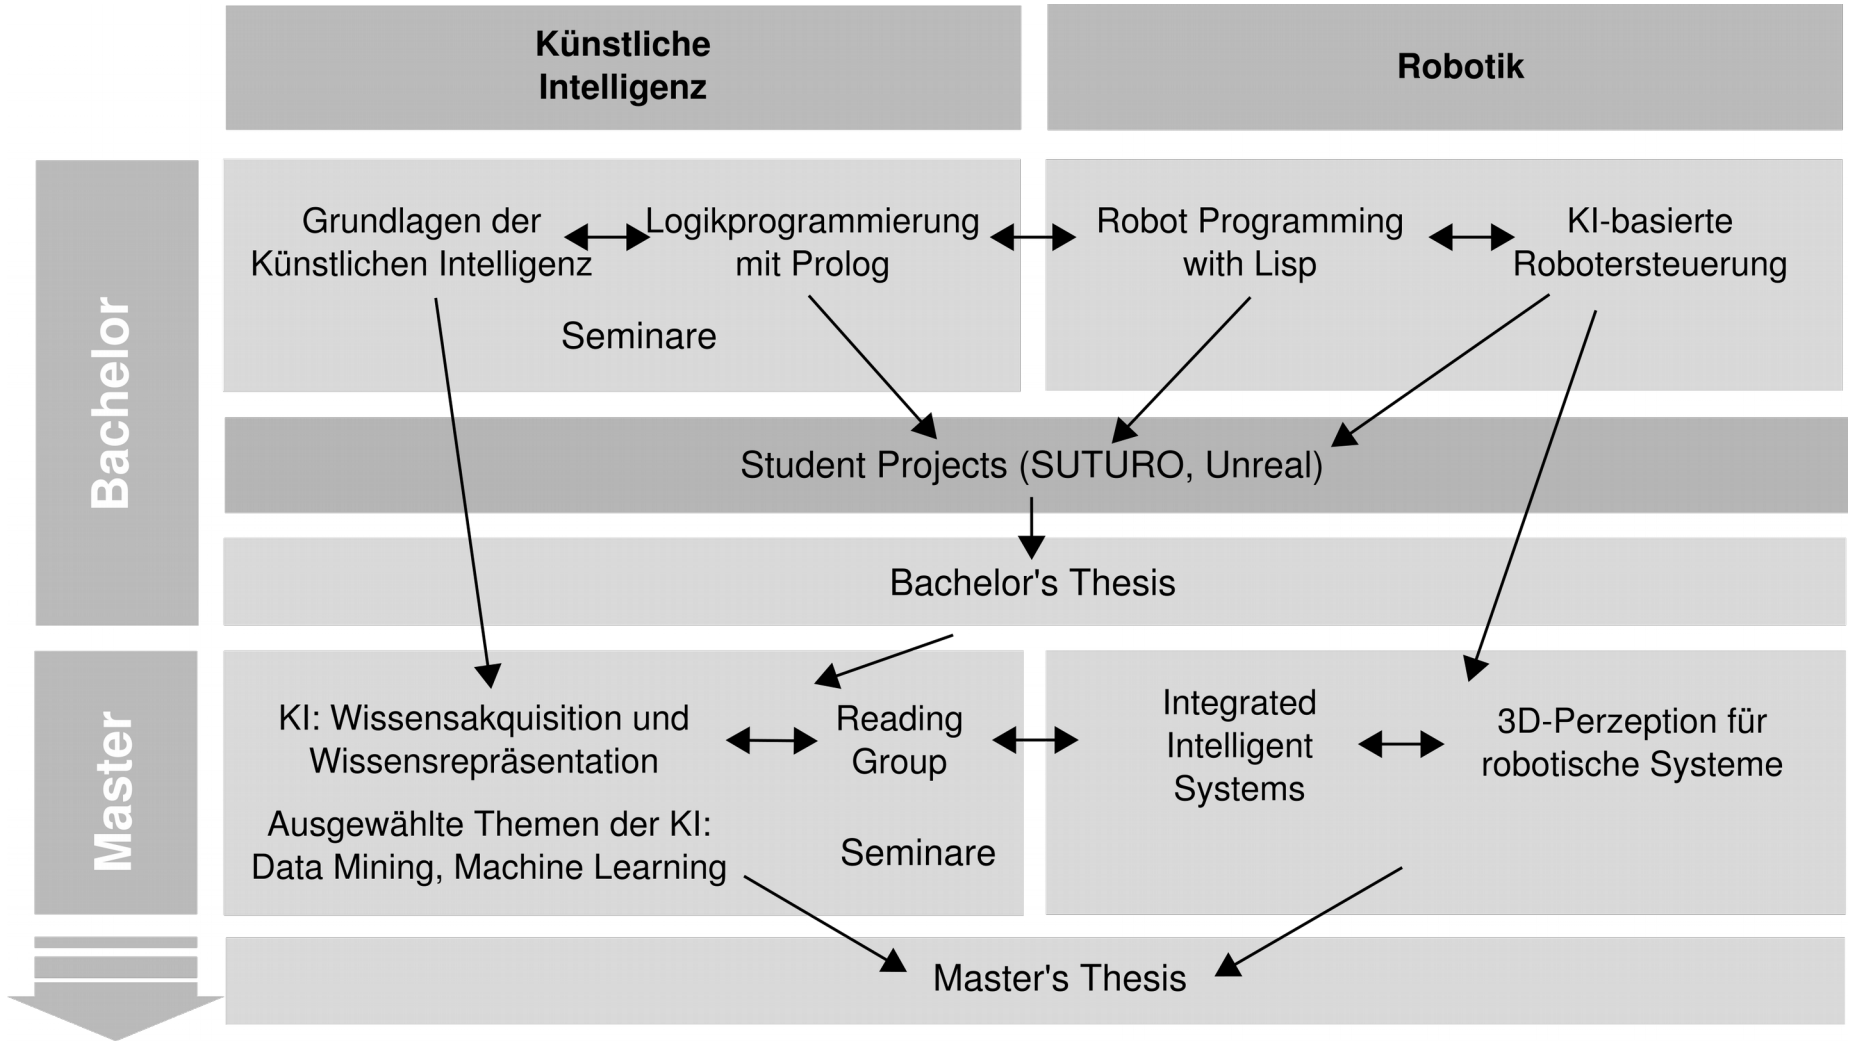 Künstliche
Intelligenz
Robotik
Bachelor
Grundlagen der
Künstlichen Intelligenz
Logikprogrammierung
mit Prolog
Seminare
Robot Programming
with Lisp
KI-basierte
Robotersteuerung
Student Projects (SUTURO, Unreal)
Bachelor's Thesis
Master
KI: Wissensakquisition und
Wissensrepräsentation
Reading
Group
Ausgewählte Themen der KI:
Data Mining, Machine Learning
Seminare
Integrated
Intelligent
Systems
3D-Perzeption für
robotische Systeme
Master's Thesis